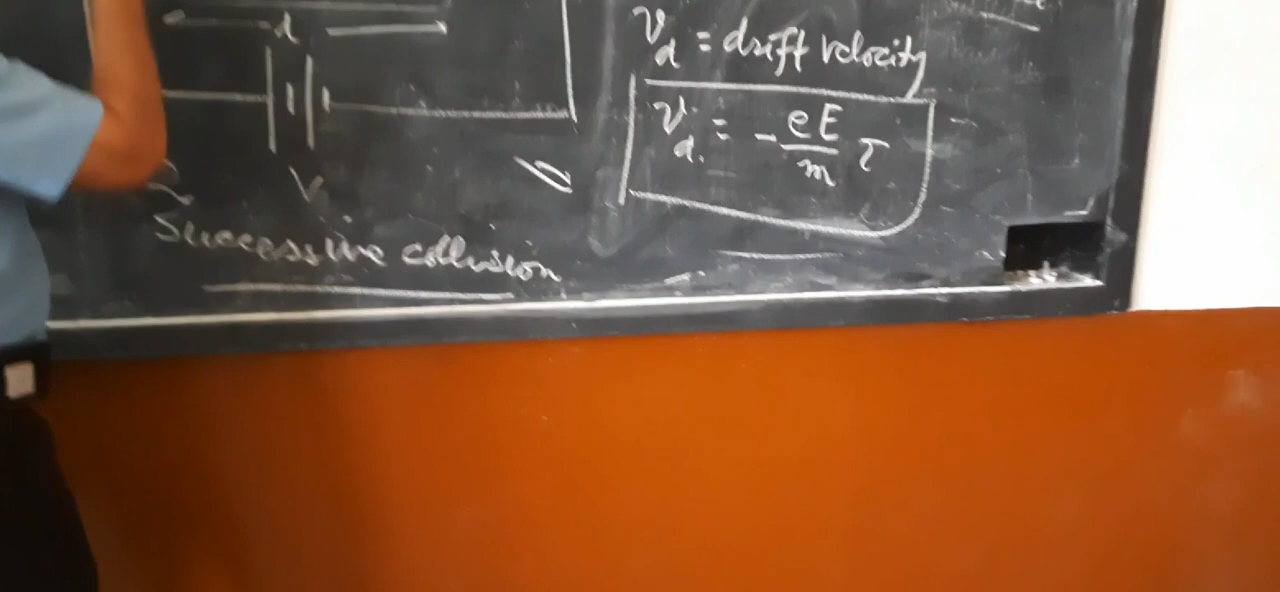 d
V
Successive collision
V_d = drift velocity
V_d. = - eE/m τ